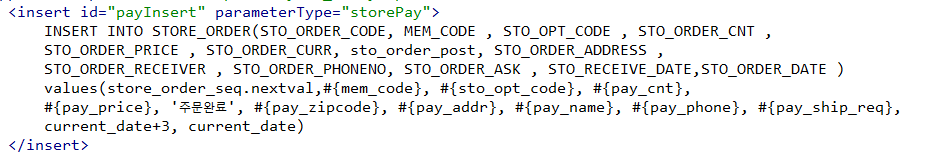 <insert id="payInsert" parameterType="storePay">
INSERT INTO STORE_ORDER(STO_ORDER_CODE, MEM_CODE , STO_OPT_CODE , STO_ORDER_CNT ,
STO_ORDER_PRICE , STO_ORDER_CURR, sto_order_post, STO_ORDER_ADDRESS ,
STO_ORDER_RECEIVER , STO_ORDER_PHONENO, STO_ORDER_ASK , STO_RECEIVE_DATE,STO_ORDER_DATE )
values(store_order_seq.nextval,#{mem_code}, #{sto_opt_code}, #{pay_cnt},
#{pay_price}, '주문완료', #{pay_zipcode}, #{pay_addr}, #{pay_name}, #{pay_phone}, #{pay_ship_req},
current_date+3, current_date)
</insert>